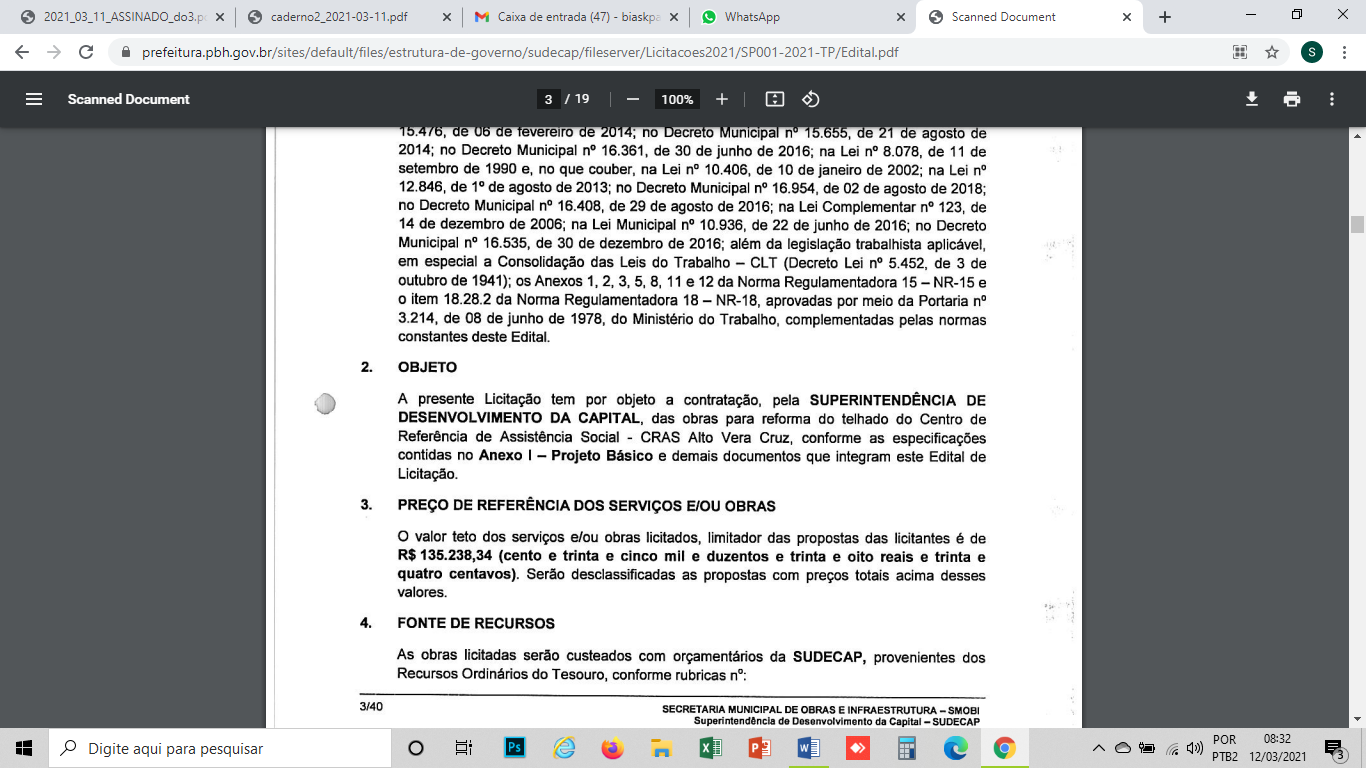 2021_03_11_ASSINADO_do3.p
caderno2_2021-03-11.pdf
Caixa de entrada (47) - biaskpa
WhatsApp
Scanned Document
prefeitura.pbh.gov.br/sites/default/files/estrutura-de-governo/sudecap/fileserver/Licitacoes2021/SP001-2021-TP/Edital.pdf
S
Scanned Document
3 / 19
100%
15.476, de 06 de fevereiro de 2014; no Decreto Municipal nº 15.655, de 21 de agosto de
2014; no Decreto Municipal nº 16.361, de 30 de junho de 2016; na Lei nº 8.078, de 11 de
setembro de 1990 e, no que couber, na Lei nº 10.406, de 10 de janeiro de 2002; na Lei nº
12.846, de 1º de agosto de 2013; no Decreto Municipal nº 16.954, de 02 de agosto de 2018;
no Decreto Municipal nº 16.408, de 29 de agosto de 2016; na Lei Complementar nº 123, de
14 de dezembro de 2006; na Lei Municipal nº 10.936, de 22 de junho de 2016; no Decreto
Municipal nº 16.535, de 30 de dezembro de 2016; além da legislação trabalhista aplicável,
em especial a Consolidação das Leis do Trabalho – CLT (Decreto Lei nº 5.452, de 3 de
outubro de 1941); os Anexos 1, 2, 3, 5, 8, 11 e 12 da Norma Regulamentadora 15 – NR-15 e
o item 18.28.2 da Norma Regulamentadora 18 – NR-18, aprovadas por meio da Portaria nº
3.214, de 08 de junho de 1978, do Ministério do Trabalho, complementadas pelas normas
constantes deste Edital.
2. OBJETO
A presente Licitação tem por objeto a contratação, pela SUPERINTENDÊNCIA DE
DESENVOLVIMENTO DA CAPITAL, das obras para reforma do telhado do Centro de
Referência de Assistência Social - CRAS Alto Vera Cruz, conforme as especificações
contidas no Anexo I – Projeto Básico e demais documentos que integram este Edital de
Licitação.
3. PREÇO DE REFERÊNCIA DOS SERVIÇOS E/OU OBRAS
O valor teto dos serviços e/ou obras licitados, limitador das propostas das licitantes é de
R$ 135.238,34 (cento e trinta e cinco mil e duzentos e trinta e oito reais e trinta e
quatro centavos). Serão desclassificadas as propostas com preços totais acima desses
valores.
4. FONTE DE RECURSOS
As obras licitadas serão custeados com orçamentários da SUDECAP, provenientes dos
Recursos Ordinários do Tesouro, conforme rubricas nº:
3/40
SECRETARIA MUNICIPAL DE OBRAS E INFRAESTRUTURA – SMOBI
Superintendência de Desenvolvimento da Capital – SUDECAP
Digite aqui para pesquisar
Ps
POR
PTB2
08:32
12/03/2021
3